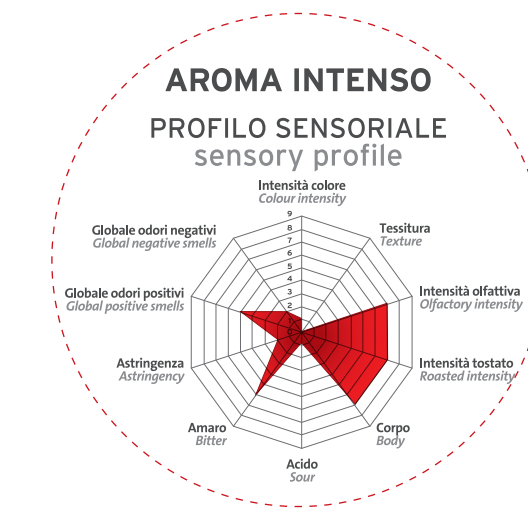 AROMA INTENSO
PROFILO SENSORIALE
sensory profile
Intensità colore
Colour intensity
9
8
7
6
5
4
3
2
1
0
Tessitura
Texture
Globale odori negativi
Global negative smells
Intensità olfattiva
Olfactory intensity
Globale odori positivi
Global positive smells
Intensità tostato
Roasted intensity
Astringenza
Astringency
Corpo
Body
Amaro
Bitter
Acido
Sour